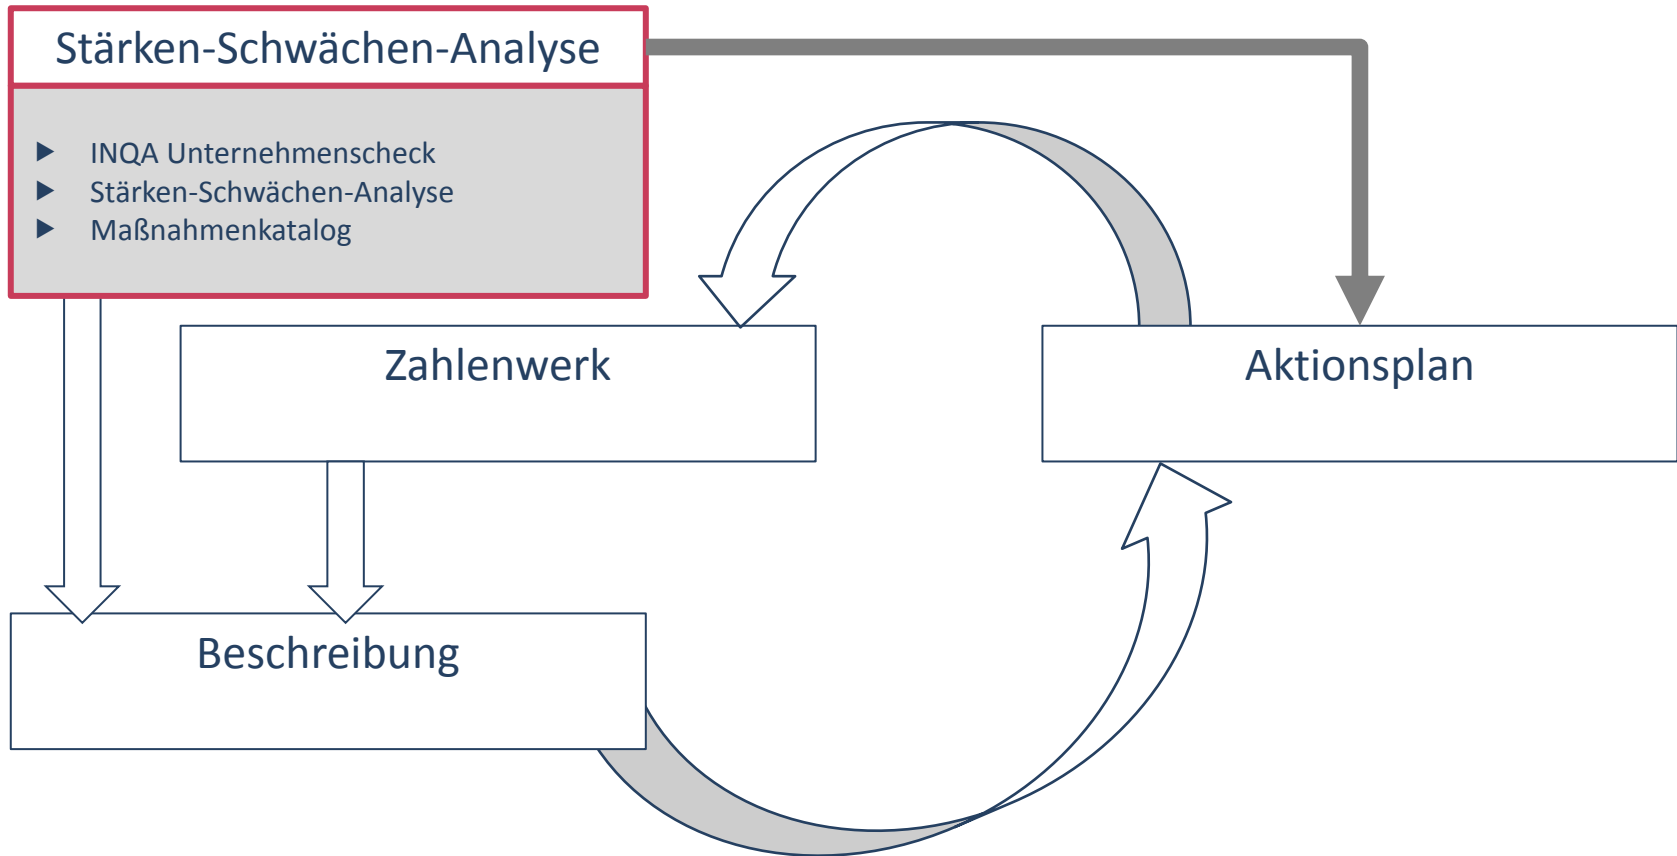 Stärken-Schwächen-Analyse
INQA Unternehmenscheck
Stärken-Schwächen-Analyse
Maßnahmenkatalog
Zahlenwerk
Aktionsplan
Beschreibung